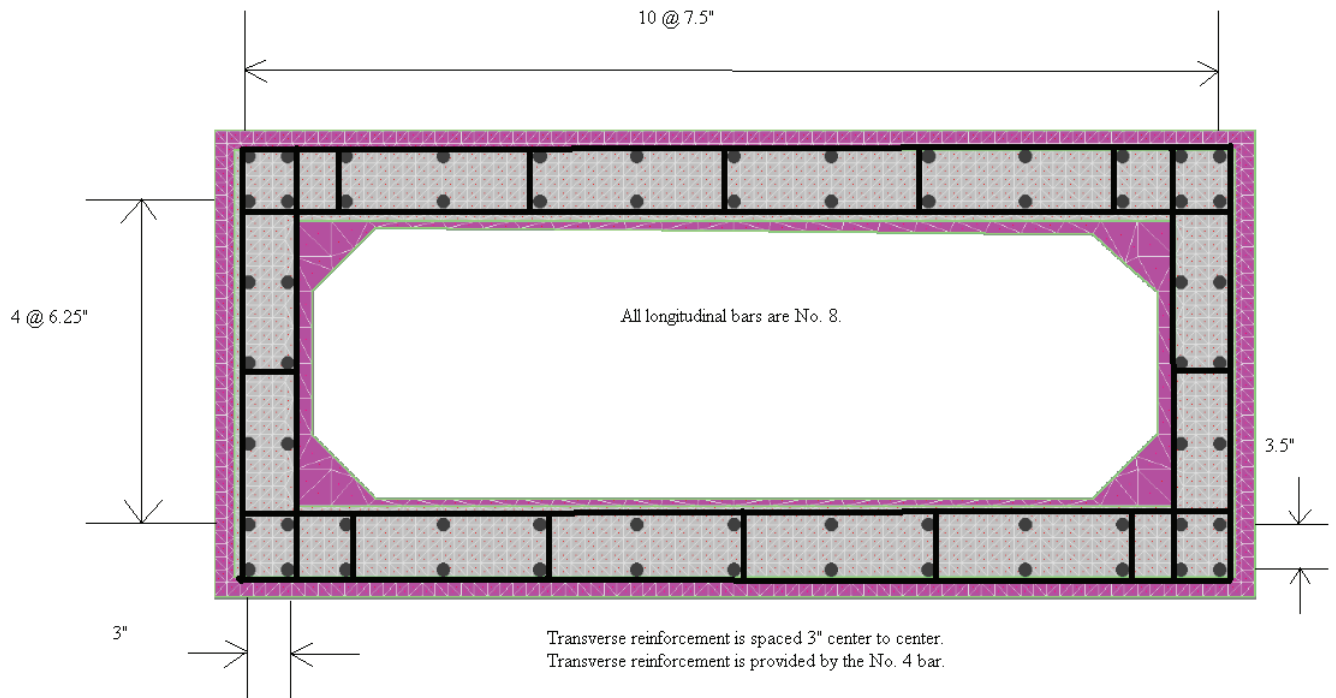 10 @ 7.5"
All longitudinal bars are No. 8.
4 @ 6.25"
3.5"
3"
Transverse reinforcement is spaced 3" center to center.
Transverse reinforcement is provided by the No. 4 bar.